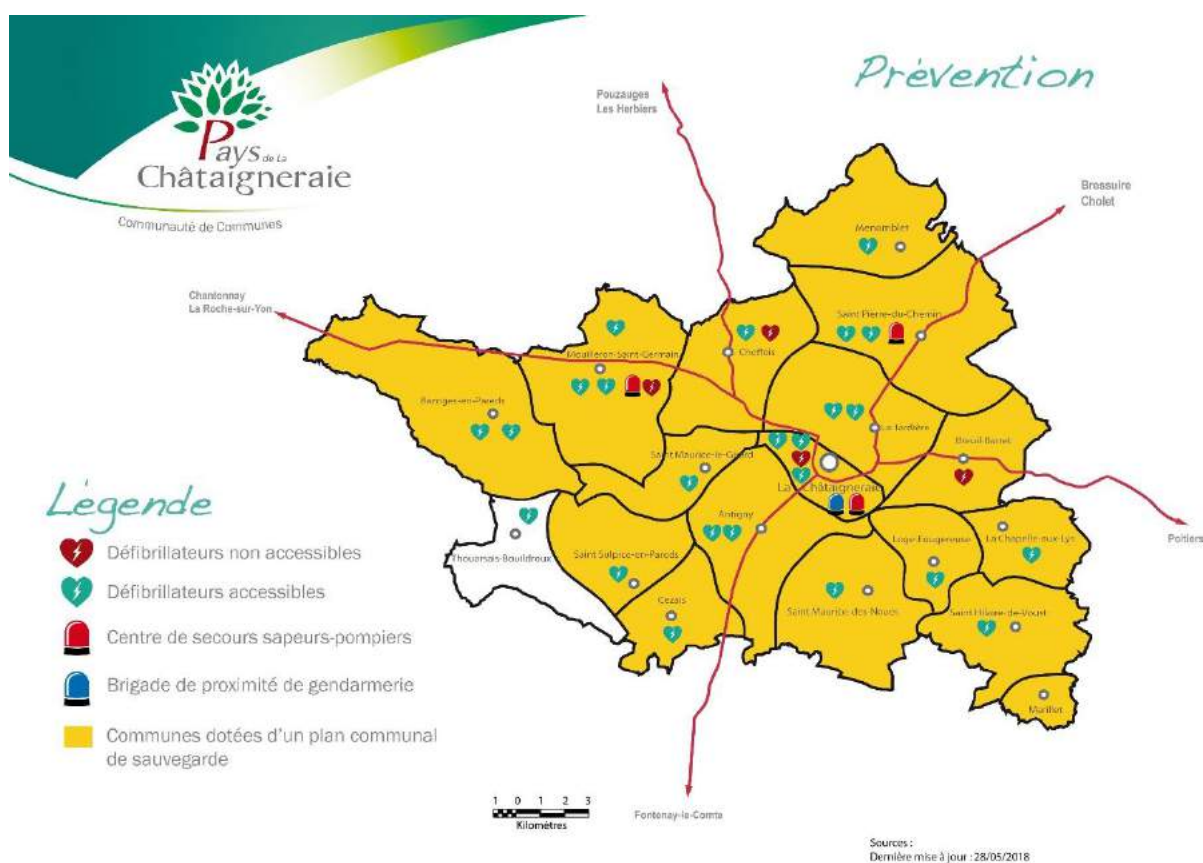 Prévention
Pays de La
Châtaigneraie
Communauté de Communes
Pouzauges
Les Herbiers
Bressuire
Cholet
Chantonnay
La Roche-sur-Yon
Menomblet
Saint Pierre-du-Chemin
Cheffois
Mouilleron-Saint-Germain
Bazoges-en-Pareds
La Tardière
Breuil-Barret
Saint Maurice-le-Girard
La Châtaigneraie
Antigny
Thouarsais-Bouildroux
Saint Sulpice-en-Pareds
Cezais
Loge-Fougereuse
La Chapelle-aux-Lys
Saint Maurice-des-Noues
Saint Hilaire-de-Voust
Marillet
Poitiers
Fontenay-le-Comte
Légende
Défibrillateurs non accessibles
Défibrillateurs accessibles
Centre de secours sapeurs-pompiers
Brigade de proximité de gendarmerie
Communes dotées d'un plan communal
de sauvegarde
1 0 1 2 3
Kilomètres
Sources :
Dernière mise à jour : 28/05/2018